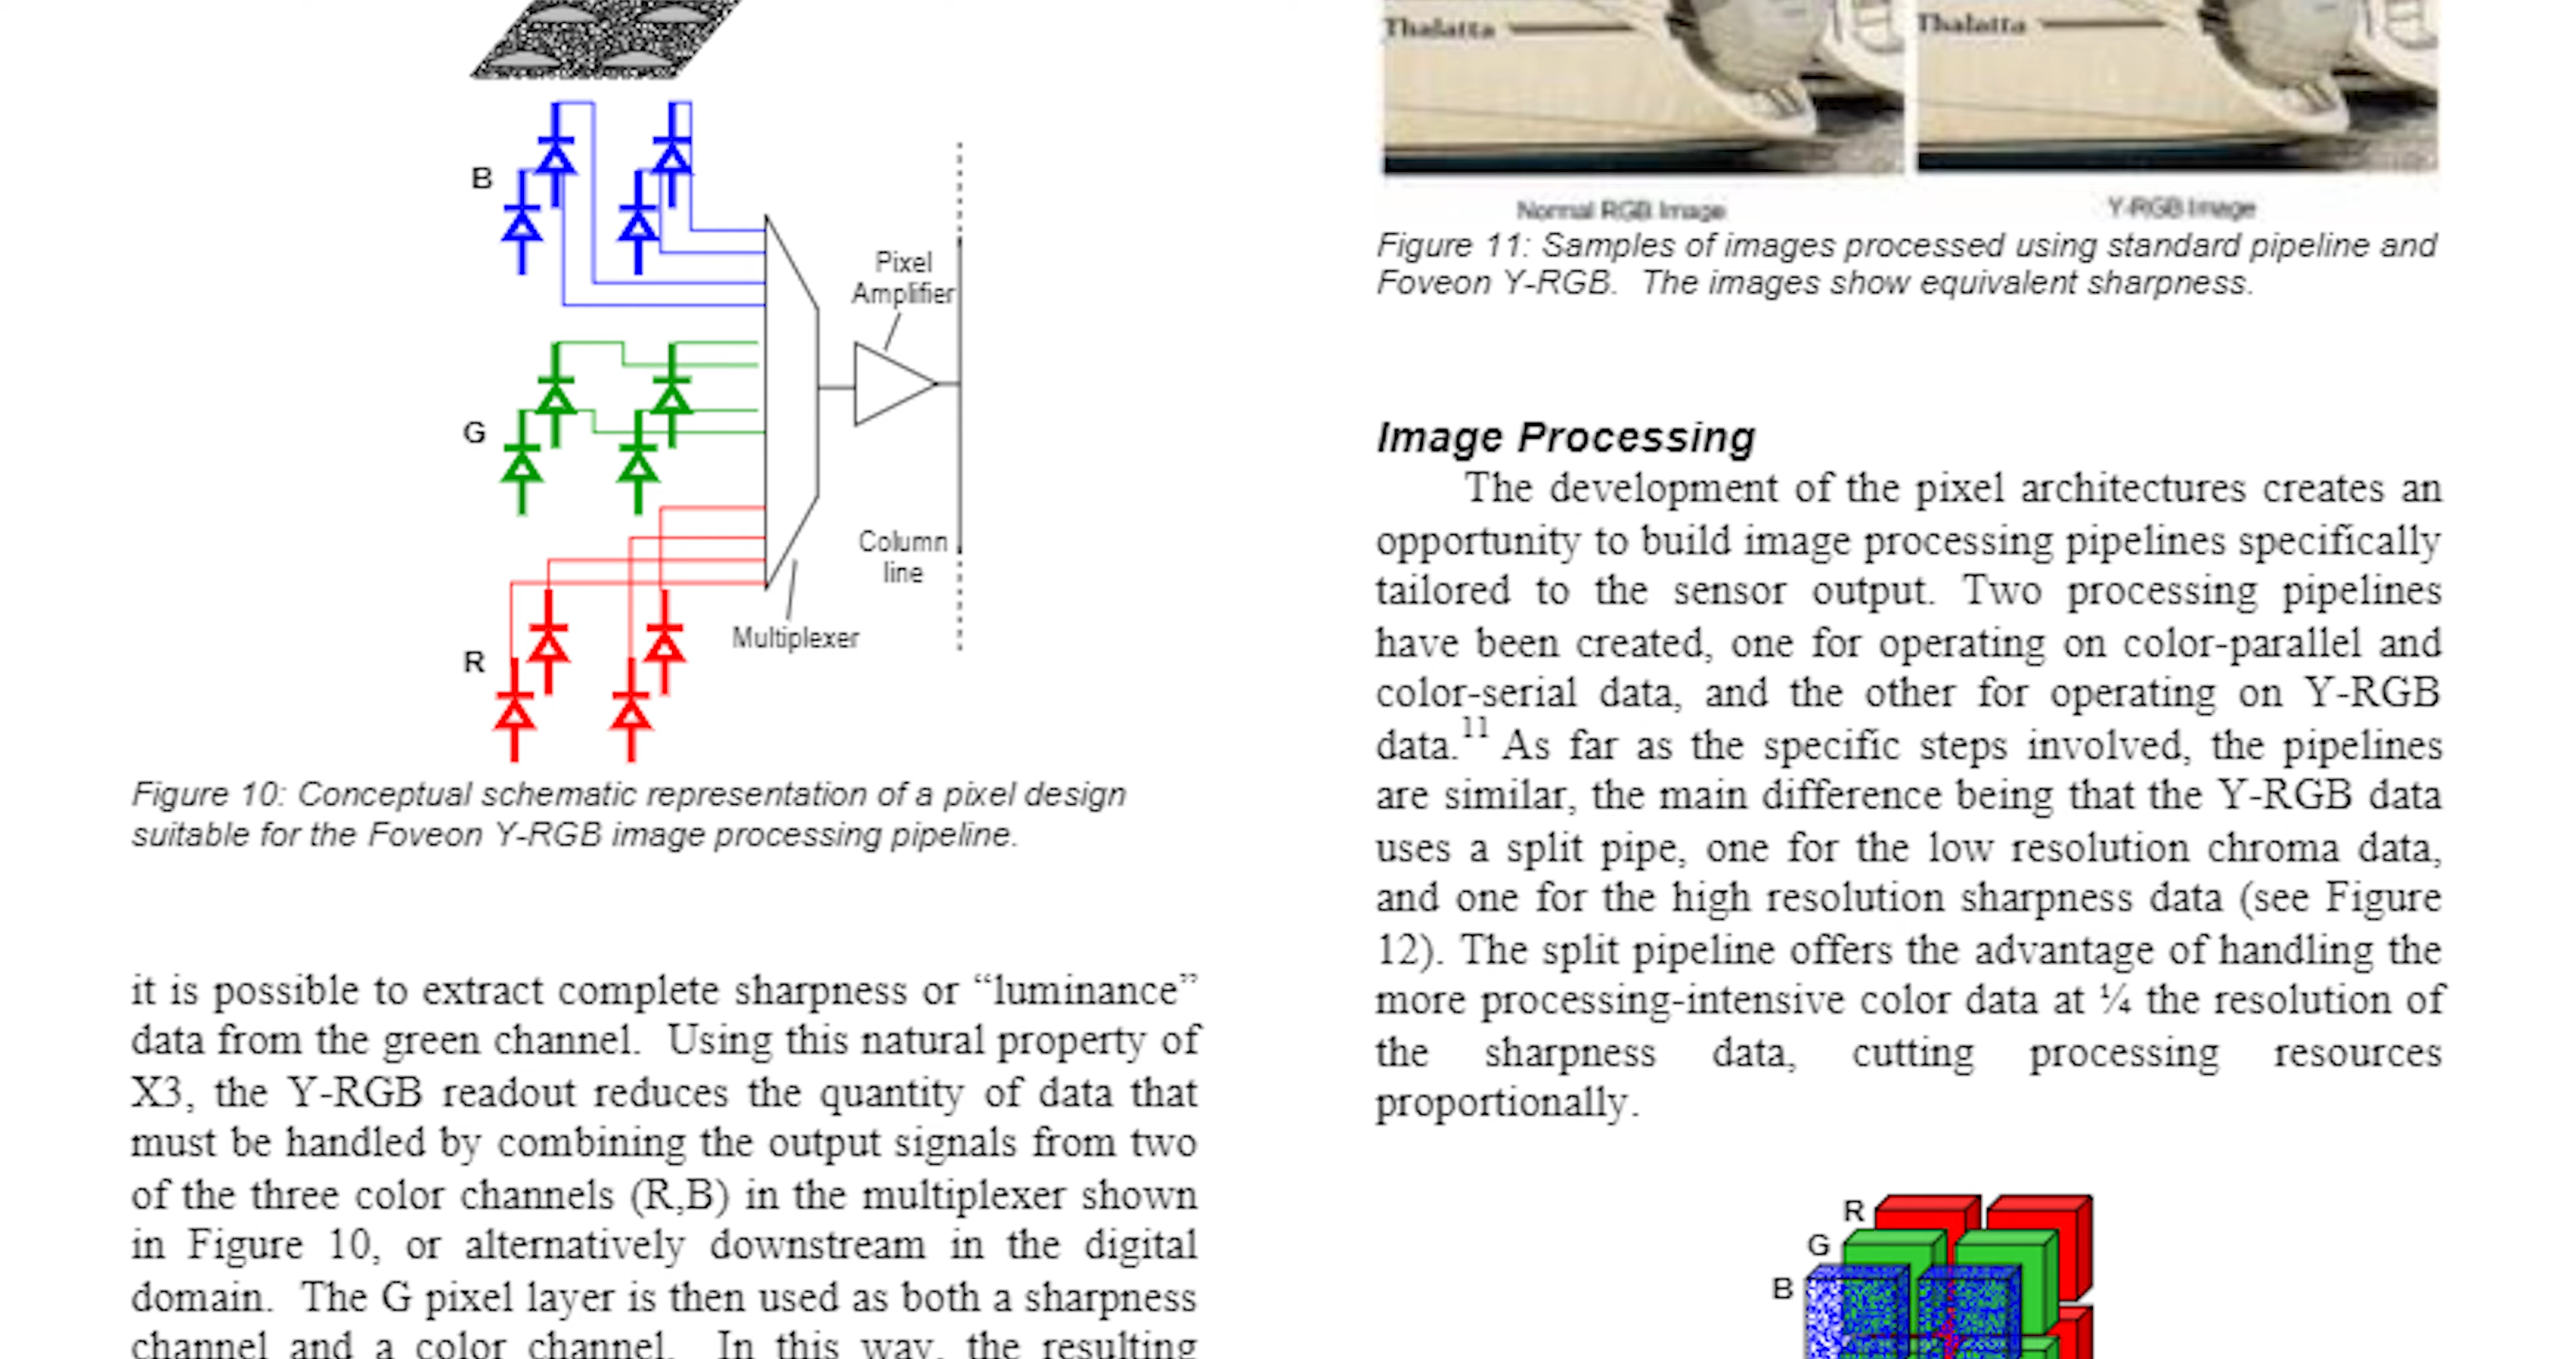 B
G
R
Pixel
Amplifier
Column
line
Multiplexer
Figure 10: Conceptual schematic representation of a pixel design
suitable for the Foveon Y-RGB image processing pipeline.
it is possible to extract complete sharpness or “luminance”
data from the green channel.  Using this natural property of
X3, the Y-RGB readout reduces the quantity of data that
must be handled by combining the output signals from two
of the three color channels (R,B) in the multiplexer shown
in Figure 10, or alternatively downstream in the digital
domain.  The G pixel layer is then used as both a sharpness
channel and a color channel.  In this way, the resulting
Thalatta
Thalatta
Normal RGB Image
Y-RGB Image
Figure 11: Samples of images processed using standard pipeline and
Foveon Y-RGB.  The images show equivalent sharpness.
Image Processing
The development of the pixel architectures creates an
opportunity to build image processing pipelines specifically
tailored to the sensor output. Two processing pipelines
have been created, one for operating on color-parallel and
color-serial data, and the other for operating on Y-RGB
data.11 As far as the specific steps involved, the pipelines
are similar, the main difference being that the Y-RGB data
uses a split pipe, one for the low resolution chroma data,
and one for the high resolution sharpness data (see Figure
12). The split pipeline offers the advantage of handling the
more processing-intensive color data at ¼ the resolution of
the sharpness data, cutting processing resources
proportionally.
R
G
B